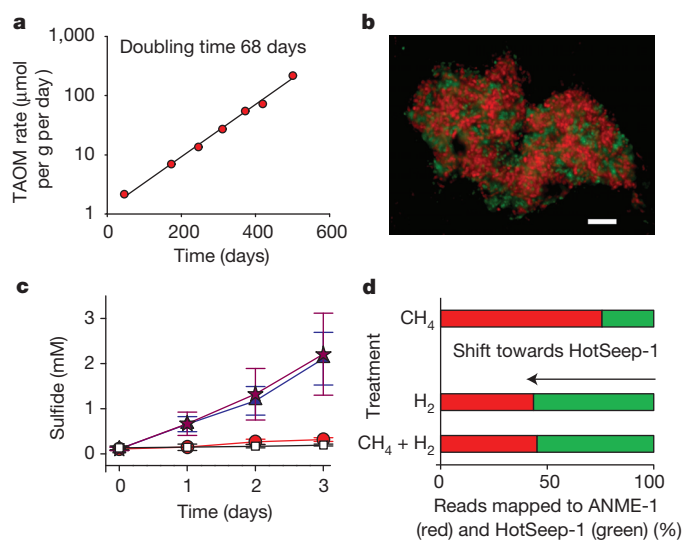 a
Doubling time 68 days
TAOM rate (μmol
per g per day)
1,000
100
10
1
0
200
400
600
Time (days)
b
c
Sulfide (mM)
3
2
1
0
0
1
2
3
Time (days)
d
Treatment
CH₄
Shift towards HotSeep-1
H₂
CH₄ + H₂
0
50
100
Reads mapped to ANME-1
(red) and HotSeep-1 (green) (%)